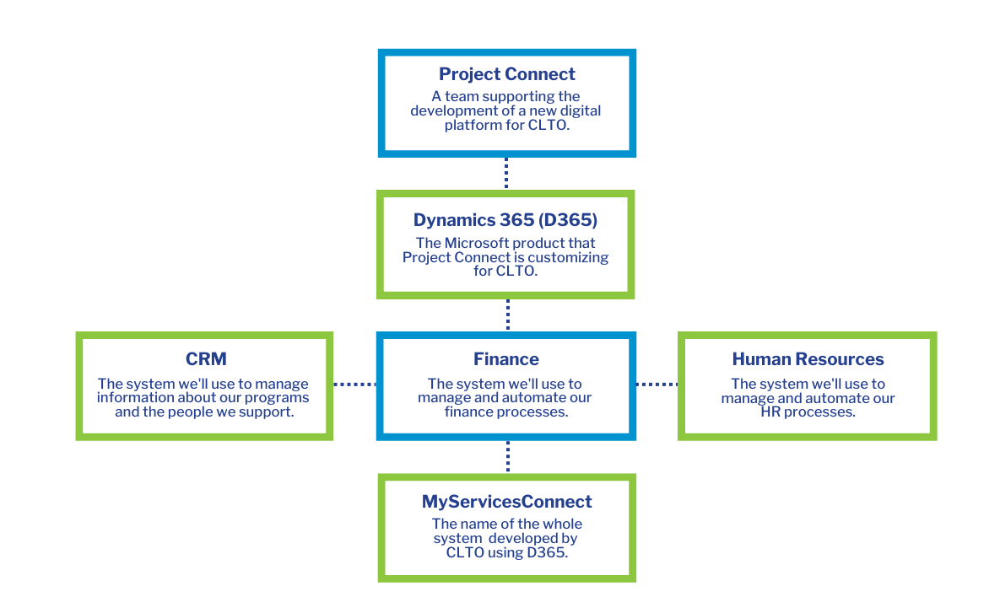 Project Connect
A team supporting the
development of a new digital
platform for CLTO.
Dynamics 365 (D365)
The Microsoft product that
Project Connect is customizing
for CLTO.
CRM
The system we'll use to manage
information about our programs
and the people we support.
Finance
The system we'll use to
manage and automate our
finance processes.
Human Resources
The system we'll use to
manage and automate our
HR processes.
MyServicesConnect
The name of the whole
system developed by
CLTO using D365.